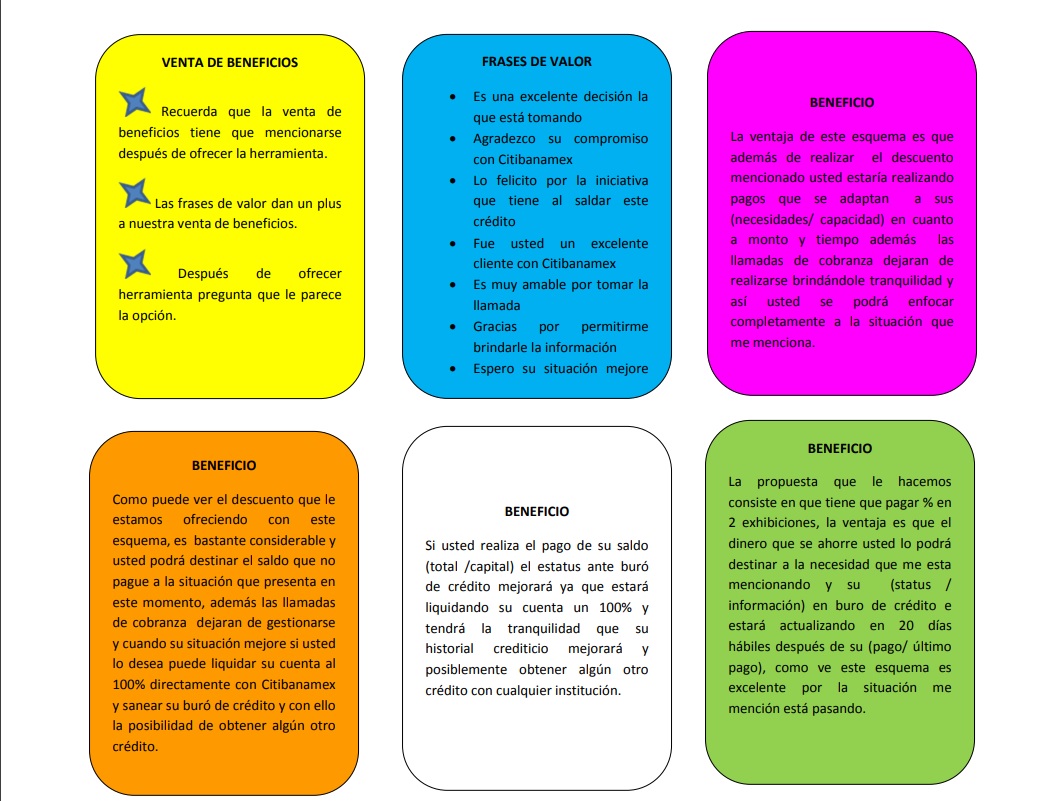 VENTA DE BENEFICIOS
Recuerda que la venta de
beneficios tiene que mencionarse
después de ofrecer la herramienta.
Las frases de valor dan un plus
a nuestra venta de beneficios.
Después de ofrecer
herramienta pregunta que le parece
la opción.
FRASES DE VALOR
• Es una excelente decisión la
que está tomando
• Agradezco su compromiso
con Citibanamex
• Lo felicito por la iniciativa
que tiene al saldar este
crédito
• Fue usted un excelente
cliente con Citibanamex
• Es muy amable por tomar la
llamada
• Gracias por permitirme
brindarle la información
• Espero su situación mejore
BENEFICIO
La ventaja de este esquema es que
además de realizar el descuento
mencionado usted estaría realizando
pagos que se adaptan a sus
(necesidades/ capacidad) en cuanto
a monto y tiempo además las
llamadas de cobranza dejaran de
realizarse brindándole tranquilidad y
así usted se podrá enfocar
completamente a la situación que
me menciona.
BENEFICIO
Como puede ver el descuento que le
estamos ofreciendo con este
esquema, es bastante considerable y
usted podrá destinar el saldo que no
pague a la situación que presenta en
este momento, además las llamadas
de cobranza dejaran de gestionarse
y cuando su situación mejore si usted
lo desea puede liquidar su cuenta al
100% directamente con Citibanamex
y sanear su buró de crédito y con ello
la posibilidad de obtener algún otro
crédito.
BENEFICIO
Si usted realiza el pago de su saldo
(total /capital) el estatus ante buró
de crédito mejorará ya que estará
liquidando su cuenta un 100% y
tendrá la tranquilidad que su
historial crediticio mejorará y
posiblemente obtener algún otro
crédito con cualquier institución.
BENEFICIO
La propuesta que le hacemos
consiste en que tiene que pagar % en
2 exhibiciones, la ventaja es que el
dinero que se ahorre usted lo podrá
destinar a la necesidad que me esta
mencionando y su (status /
información) en buro de crédito e
estará actualizando en 20 días
hábiles después de su (pago/ último
pago), como ve este esquema es
excelente por la situación me
mención está pasando.